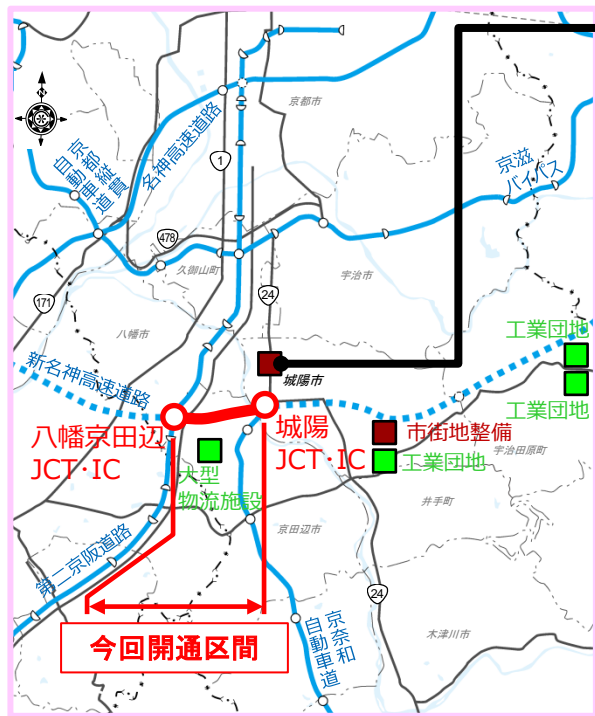 N
京都市
名神高速道路
京都縦貫
自動車道
1
京滋
バイパス
478
久御山町
宇治市
171
24
八幡市
工業団地
新名神高速道路
城陽市
工業団地
八幡京田辺
JCT･IC
城陽
JCT･IC
市街地整備
宇治田原町
大型
物流施設
工業団地
井手町
京田辺市
第二京阪道路
24
今回開通区間
京奈和
自動車道
木津川市